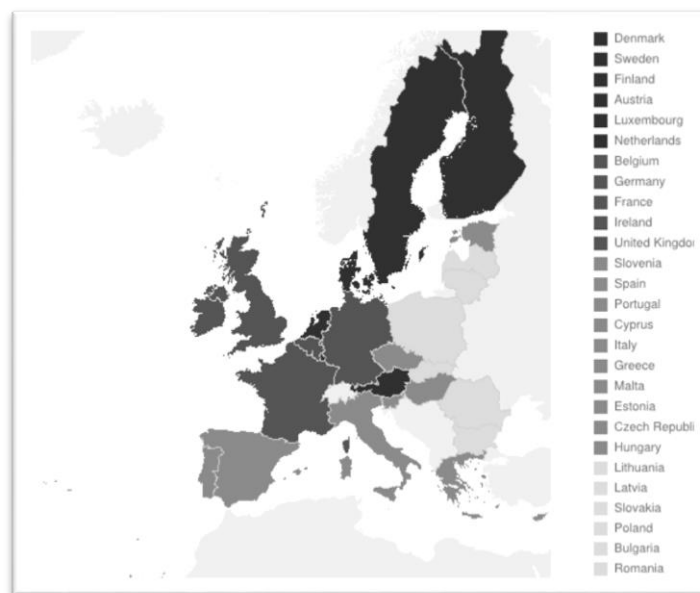 Denmark
Sweden
Finland
Austria
Luxembourg
Netherlands
Belgium
Germany
France
Ireland
United Kingdo
Slovenia
Spain
Portugal
Cyprus
Italy
Greece
Malta
Estonia
Czech Republi
Hungary
Lithuania
Latvia
Slovakia
Poland
Bulgaria
Romania